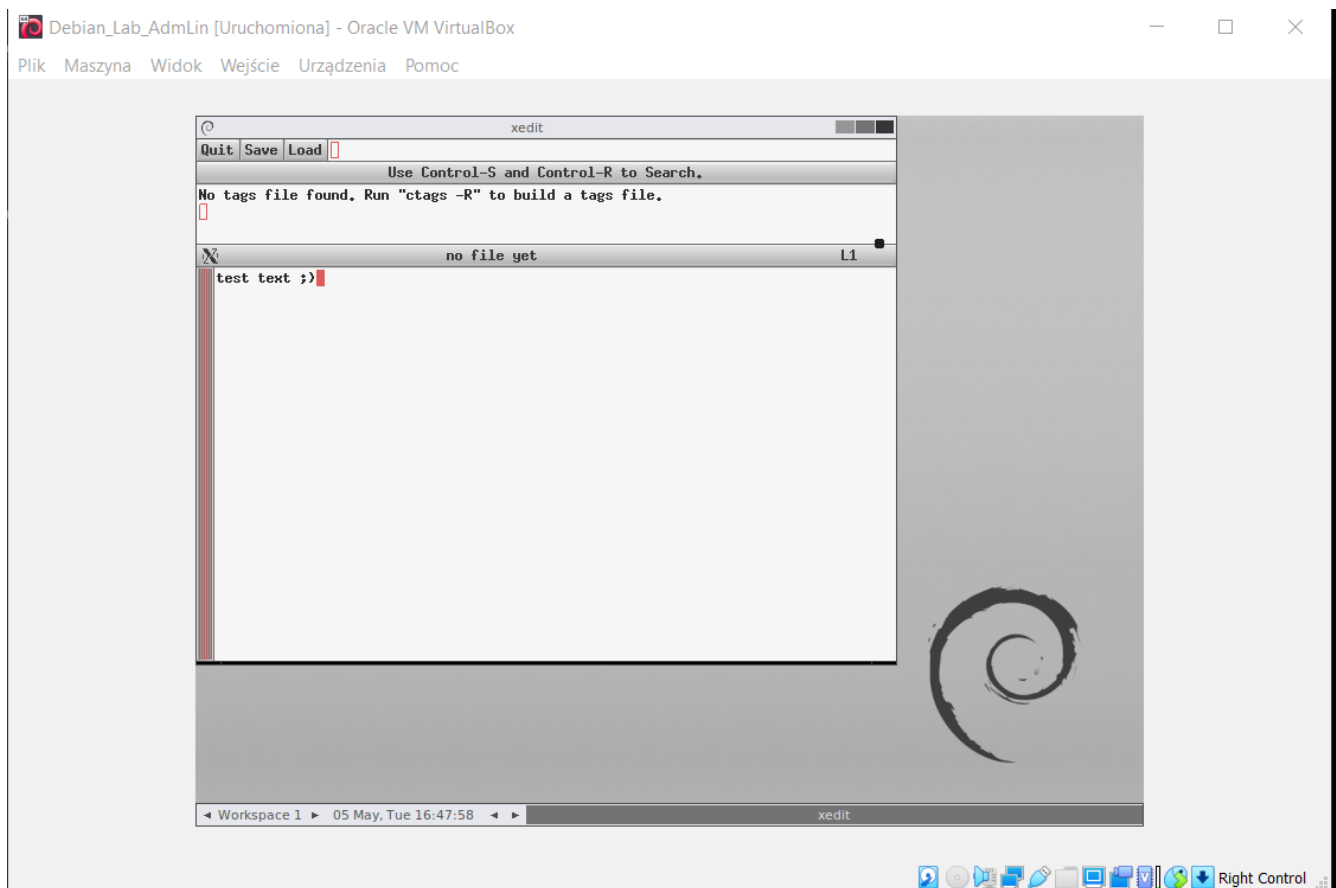 Debian_Lab_AdmLin [Uruchomiona] - Oracle VM VirtualBox
Plik Maszyna Widok Wejście Urządzenia Pomoc
xedit
Quit Save Load
Use Control-S and Control-R to Search.
No tags file found. Run "ctags -R" to build a tags file.
no file yet L1
test text ;)
Workspace 1 05 May, Tue 16:47:58 xedit
Right Control